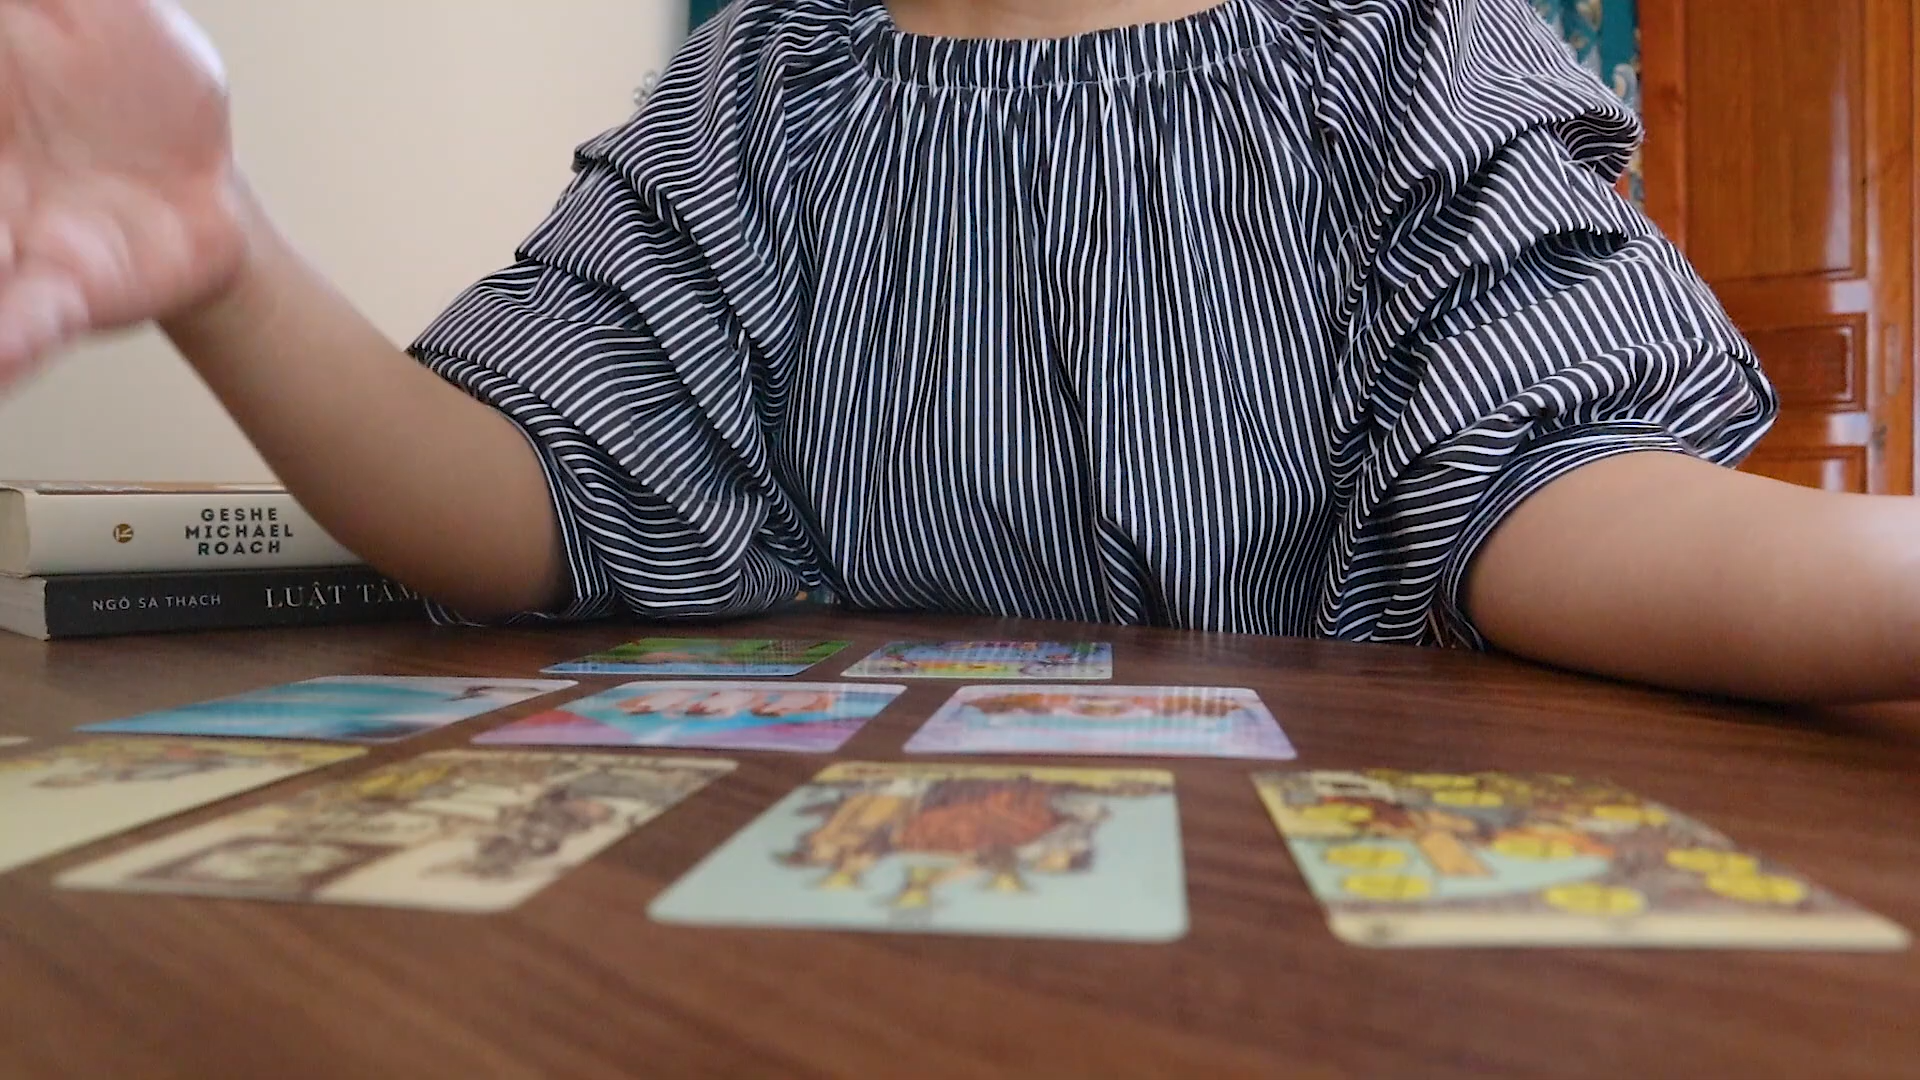 GESHE
MICHAEL
ROACH
NGÔ SA THẠCH
LUẬT TÂM